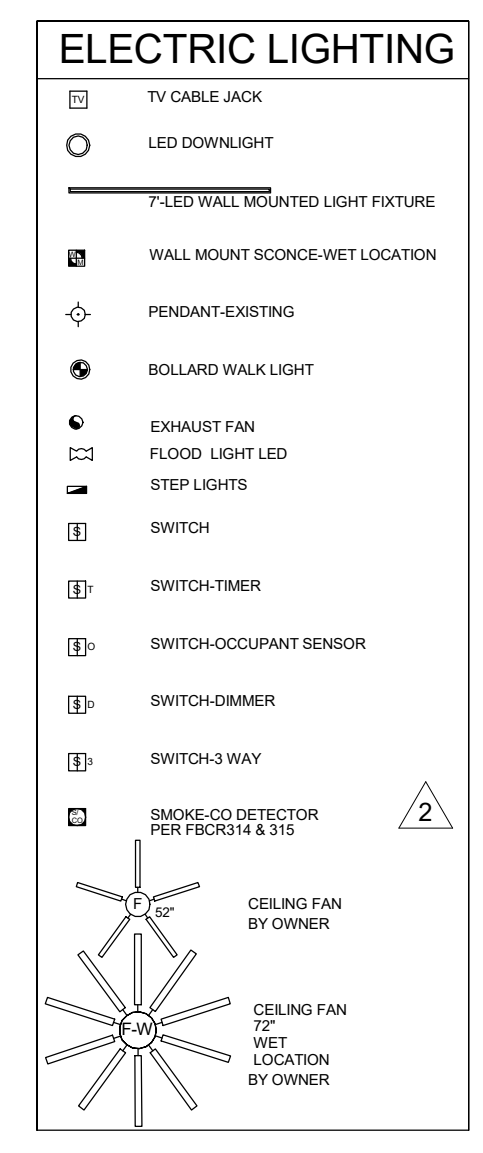 ELECTRIC LIGHTING
TV TV CABLE JACK
LED DOWNLIGHT
7'-LED WALL MOUNTED LIGHT FIXTURE
W M WALL MOUNT SCONCE-WET LOCATION
PENDANT-EXISTING
BOLLARD WALK LIGHT
EXHAUST FAN
FLOOD LIGHT LED
STEP LIGHTS
$ SWITCH
$ T SWITCH-TIMER
$ O SWITCH-OCCUPANT SENSOR
$ D SWITCH-DIMMER
$ 3 SWITCH-3 WAY
S/ CO SMOKE-CO DETECTOR 2
PER FBCR314 & 315
F 52" CEILING FAN
BY OWNER
F-W CEILING FAN
72"
WET
LOCATION
BY OWNER